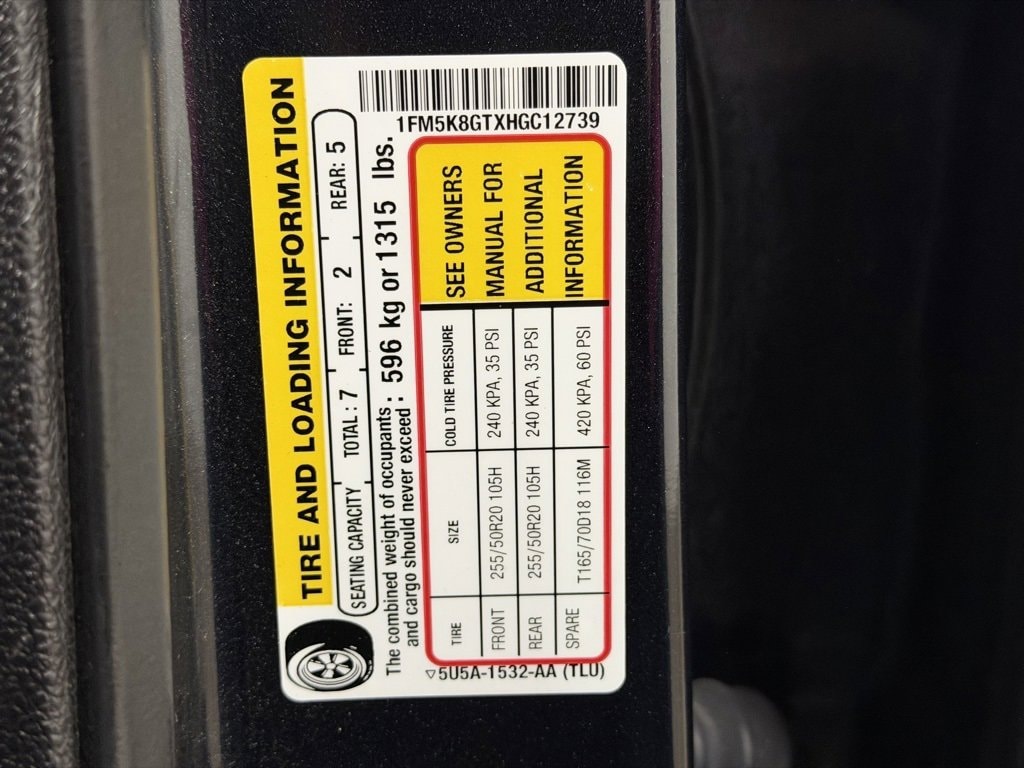 TIRE AND LOADING INFORMATION
SEATING CAPACITY TOTAL : 7 FRONT: 2 REAR: 5
The combined weight of occupants
and cargo should never exceed : 596 kg or 1315 lbs.
TIRE SIZE COLD TIRE PRESSURE
FRONT 255/50R20 105H 240 KPA, 35 PSI
REAR 255/50R20 105H 240 KPA, 35 PSI
SPARE T165/70D18 116M 420 KPA, 60 PSI
SEE OWNERS
MANUAL FOR
ADDITIONAL
INFORMATION
5U5A-1532-AA (TLU)
1FM5K8GTXHGC12739